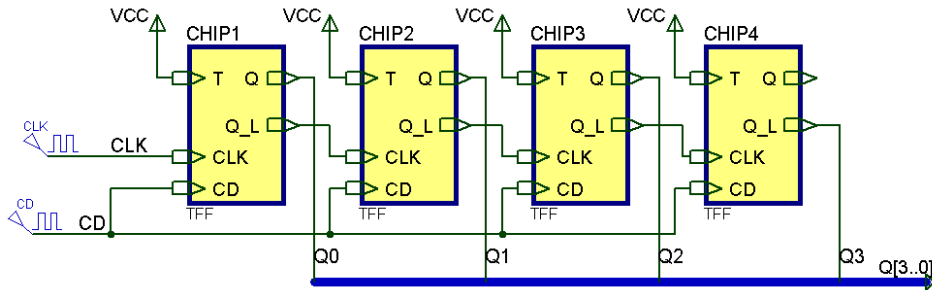 VCC VCC VCC VCC
CHIP1 CHIP2 CHIP3 CHIP4
T Q T Q T Q T Q
Q_L Q_L Q_L Q_L
CLK
CLK CLK CLK CLK CLK
CD CD CD CD
CD
CD
TFF TFF TFF TFF
Q0 Q1 Q2 Q3 Q[3..0]